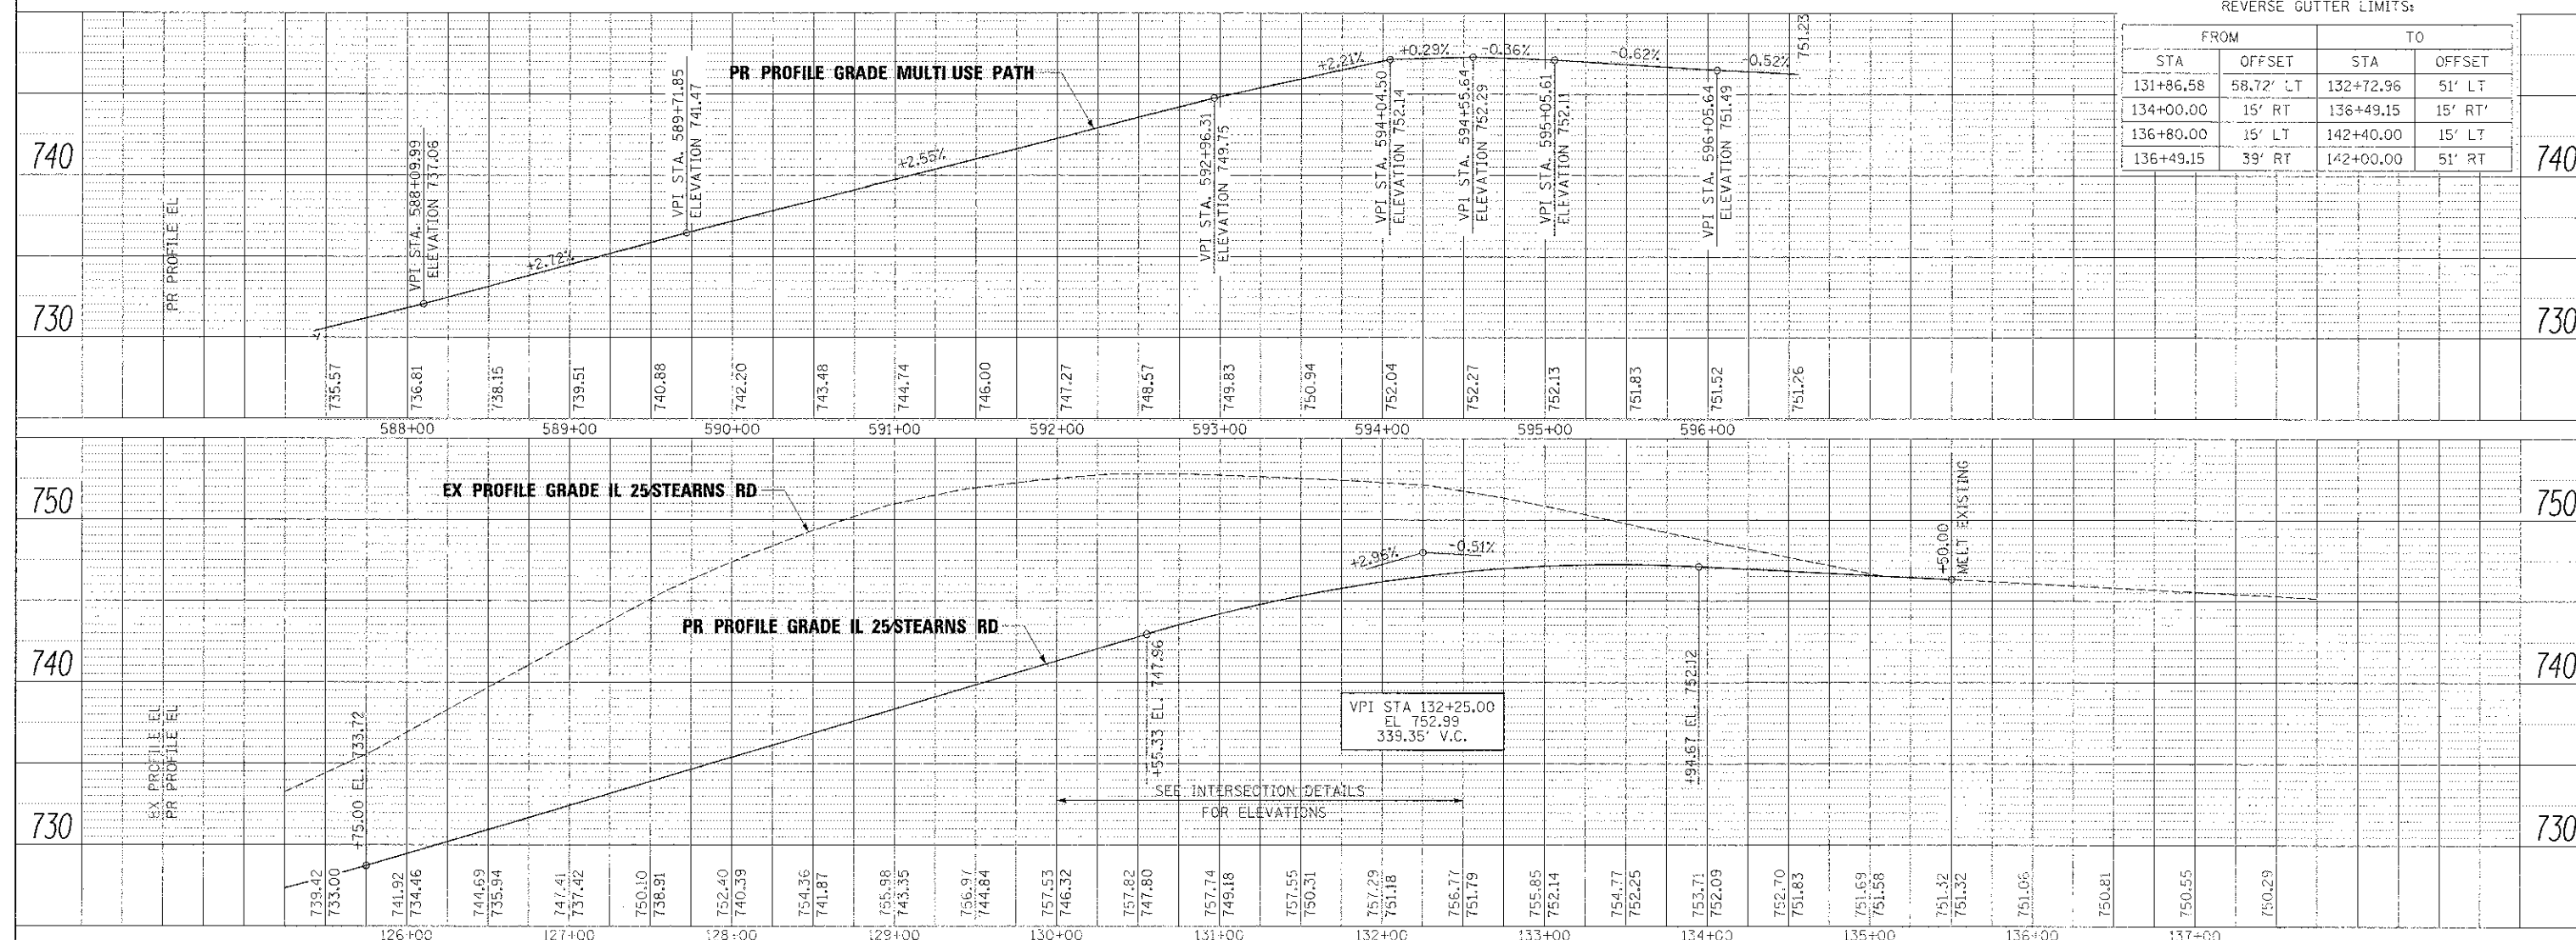 REVERSE GUTTER LIMITS:
FROM TO
STA OFFSET STA OFFSET
131+86.58 58.72' LT 132+72.96 51' LT
134+00.00 15' RT 136+49.15 15' RT'
136+80.00 15' LT 142+40.00 15' LT
136+49.15 39' RT 142+00.00 51' RT
740
730
740
730
PR PROFILE EL
PR PROFILE GRADE MULTI USE PATH
VPI STA. 588+09.99
ELEVATION 737.06
+2.72%
VPI STA. 589+71.85
ELEVATION 741.47
+2.55%
VPI STA. 592+96.31
ELEVATION 749.75
+2.21%
VPI STA. 594+04.50
ELEVATION 752.14
+0.29%
VPI STA. 594+55.64
ELEVATION 752.29
-0.36%
VPI STA. 595+05.61
ELEVATION 752.11
-0.62%
VPI STA. 596+05.64
ELEVATION 751.49
-0.52%
751.23
735.57 736.81 738.15 739.51 740.88 742.20 743.48 744.74 746.00 747.27 748.57 749.83 750.94 752.04 752.27 752.13 751.83 751.52 751.26
588+00 589+00 590+00 591+00 592+00 593+00 594+00 595+00 596+00
750
740
730
750
740
730
EX PROFILE EL
PR PROFILE EL
EX PROFILE GRADE IL 25/STEARNS RD
PR PROFILE GRADE IL 25/STEARNS RD
+75.00 EL. 733.72
+55.33 EL. 747.96
+2.96%
-0.51%
VPI STA 132+25.00
EL 752.99
339.35' V.C.
SEE INTERSECTION DETAILS
FOR ELEVATIONS
+94.67 EL. 752.12
+50.00
MELT EXISTING
739.42 741.92 744.69 747.41 750.10 752.40 754.36 755.98 756.97 757.53 757.82 757.74 757.55 757.29 756.77 755.85 754.77 753.71 752.70 751.69 751.32 751.06 750.81 750.55 750.29
733.00 734.46 735.94 737.42 738.91 740.39 741.87 743.35 744.84 746.32 747.80 749.18 750.31 751.18 751.79 752.14 752.25 752.09 751.83 751.58 751.32
126+00 127+00 128+00 129+00 130+00 131+00 132+00 133+00 134+00 135+00 136+00 137+00